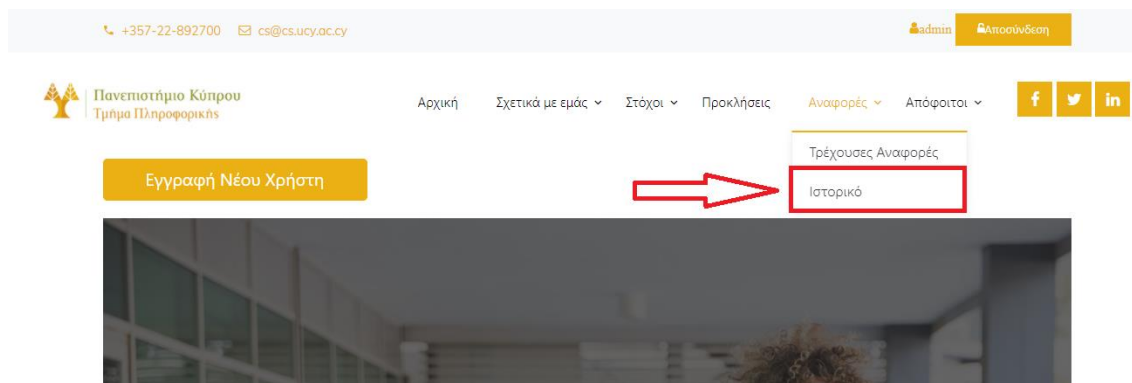 +357-22-892700 cs@cs.ucy.ac.cy admin Αποσύνδεση
Πανεπιστήμιο Κύπρου
Τμήμα Πληροφορικής
Αρχική Σχετικά με εμάς Στόχοι Προκλήσεις Αναφορές Απόφοιτοι
Τρέχουσες Αναφορές
Ιστορικό
Εγγραφή Νέου Χρήστη